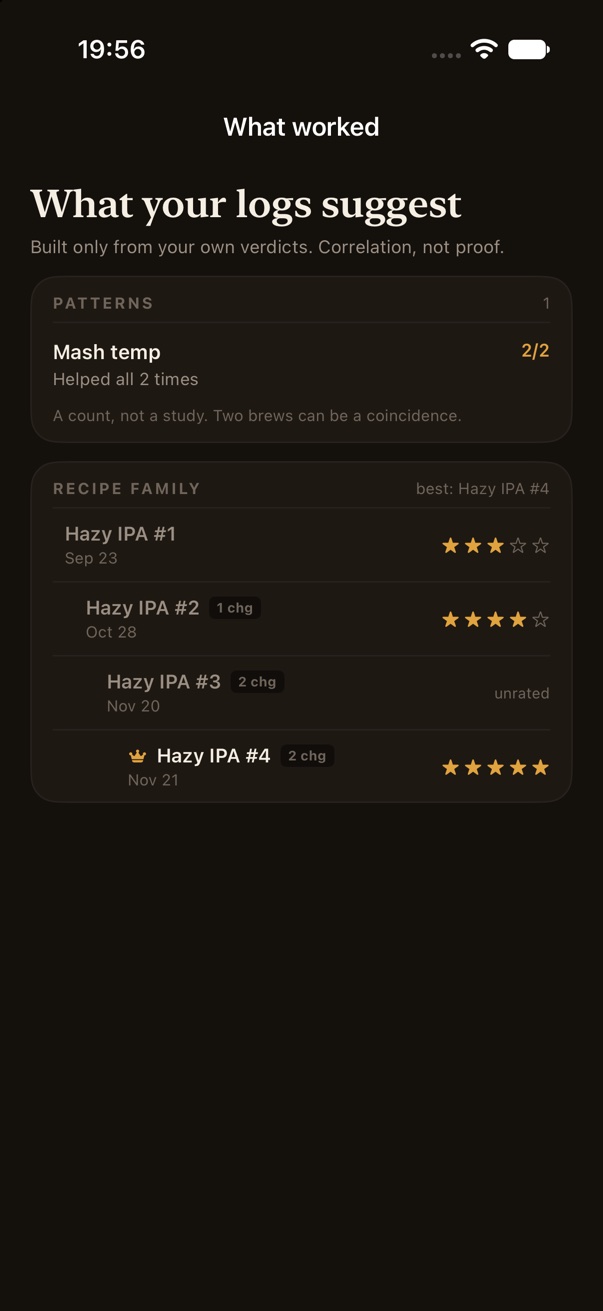 19:56
What worked
What your logs suggest
Built only from your own verdicts. Correlation, not proof.
PATTERNS 1
Mash temp 2/2
Helped all 2 times
A count, not a study. Two brews can be a coincidence.
RECIPE FAMILY best: Hazy IPA #4
Hazy IPA #1
Sep 23
Hazy IPA #2 1 chg
Oct 28
Hazy IPA #3 2 chg
Nov 20
unrated
Hazy IPA #4 2 chg
Nov 21